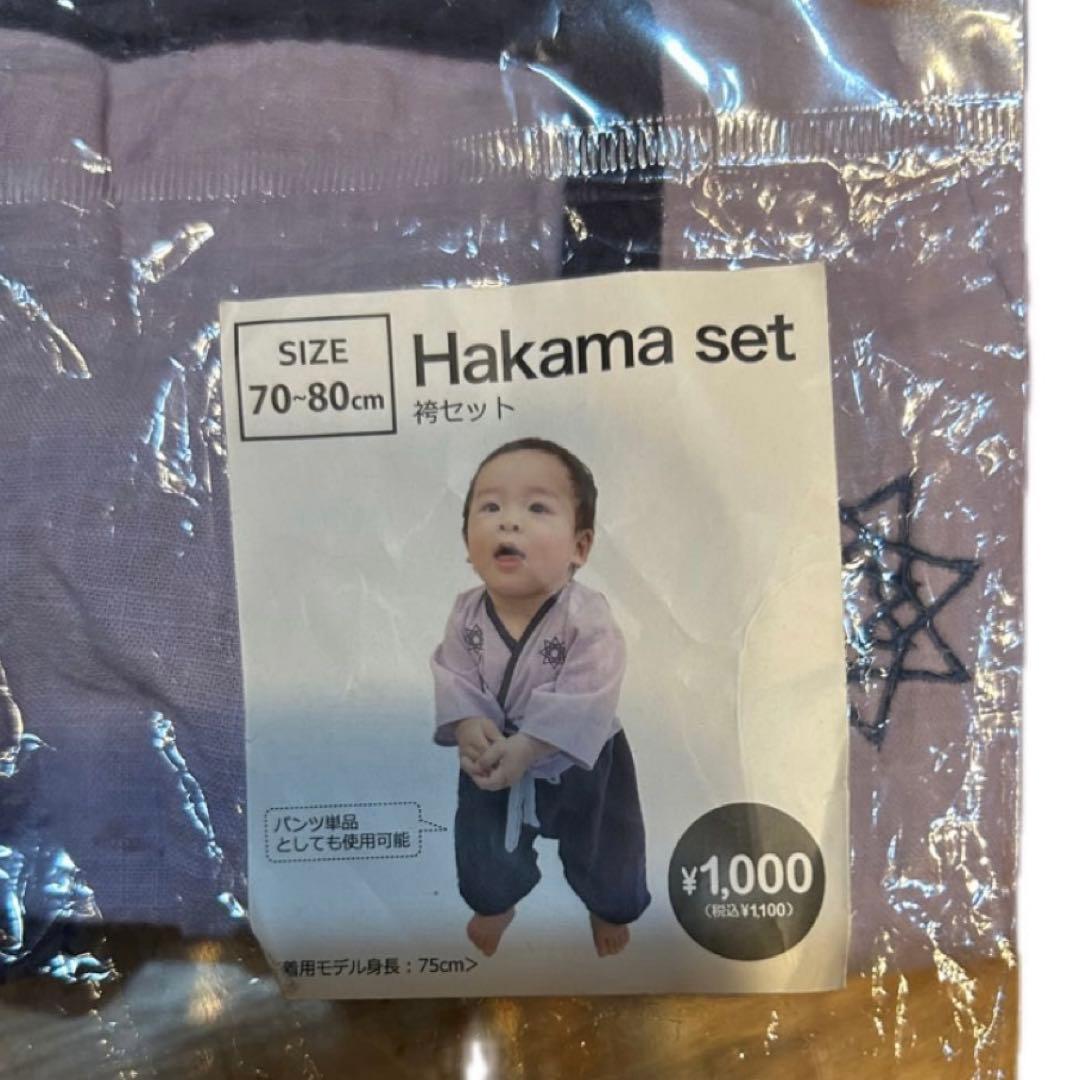 SIZE
70~80cm
Hakama set
袴セット
パンツ単品
としても使用可能
¥1,000
(税込¥1,100)
着用モデル身長：75cm>